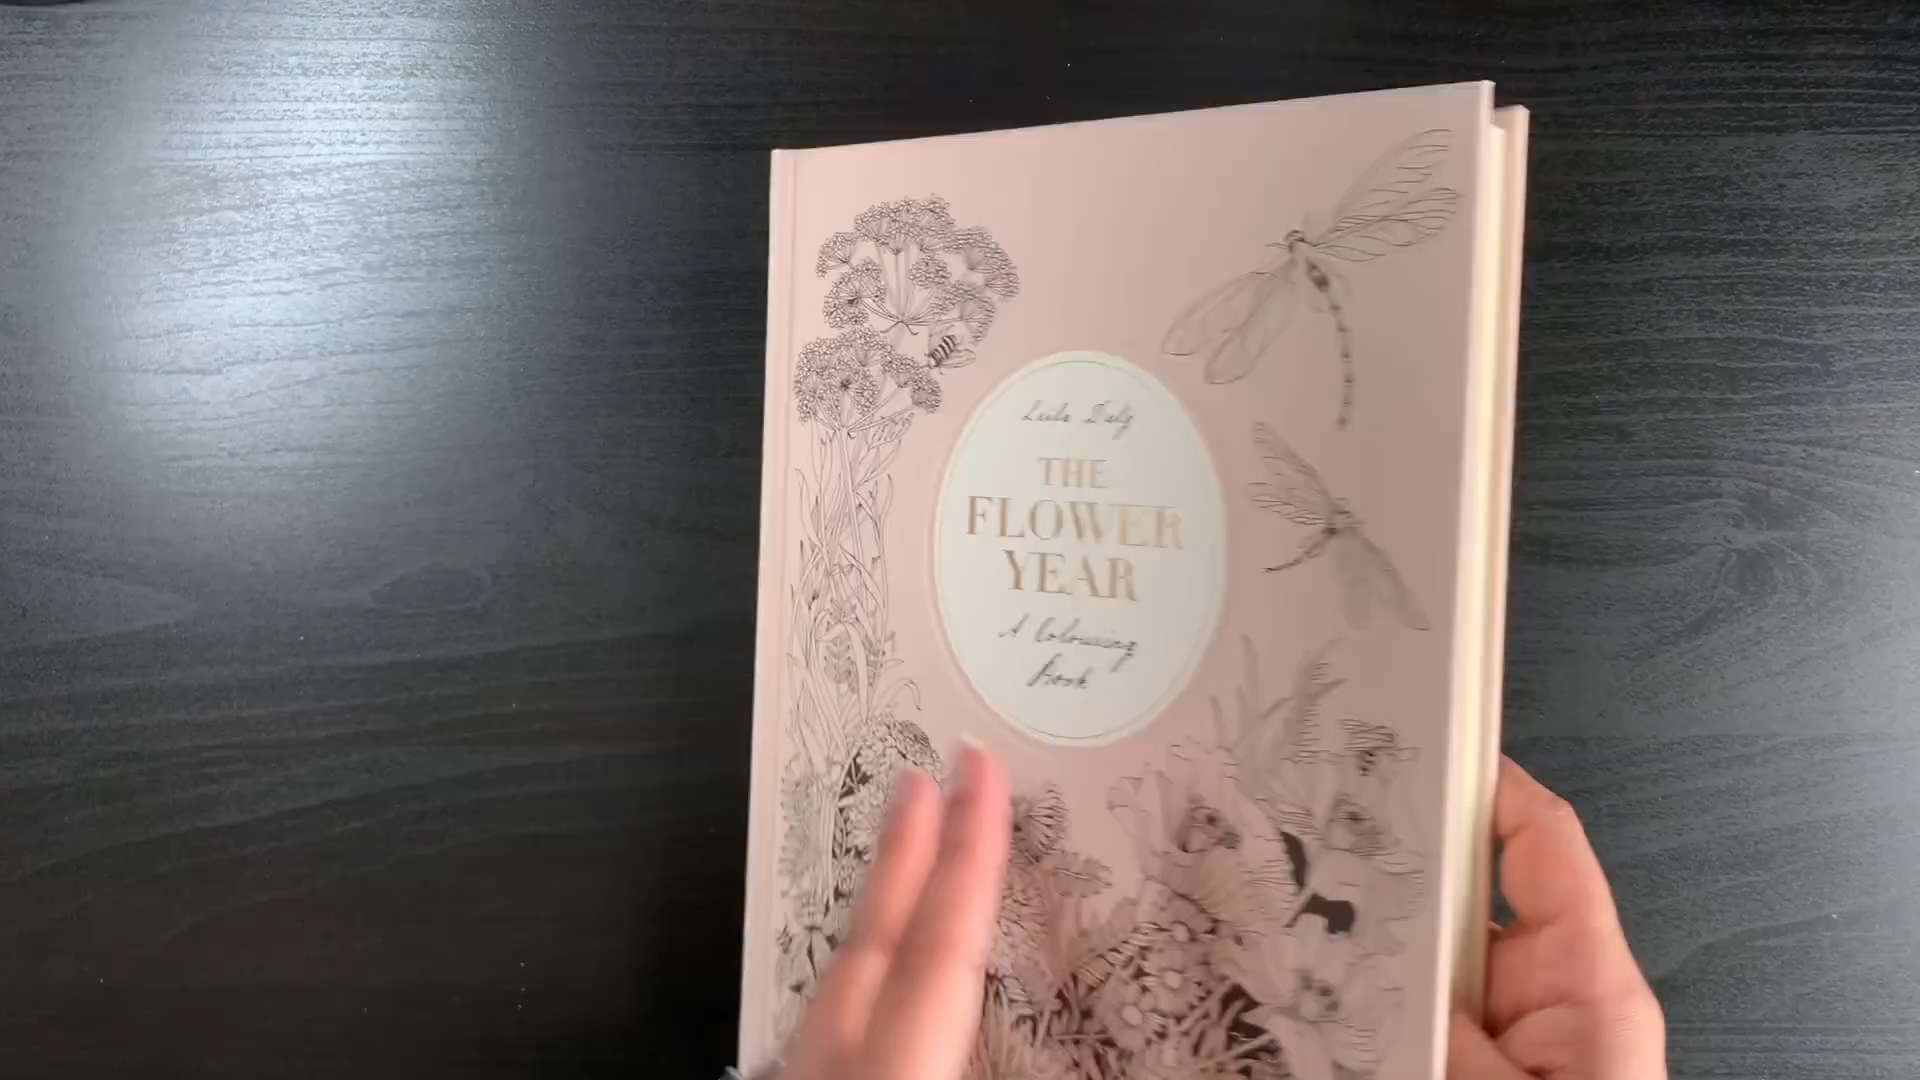 Leila Duly
THE
FLOWER
YEAR
A Colouring
Book